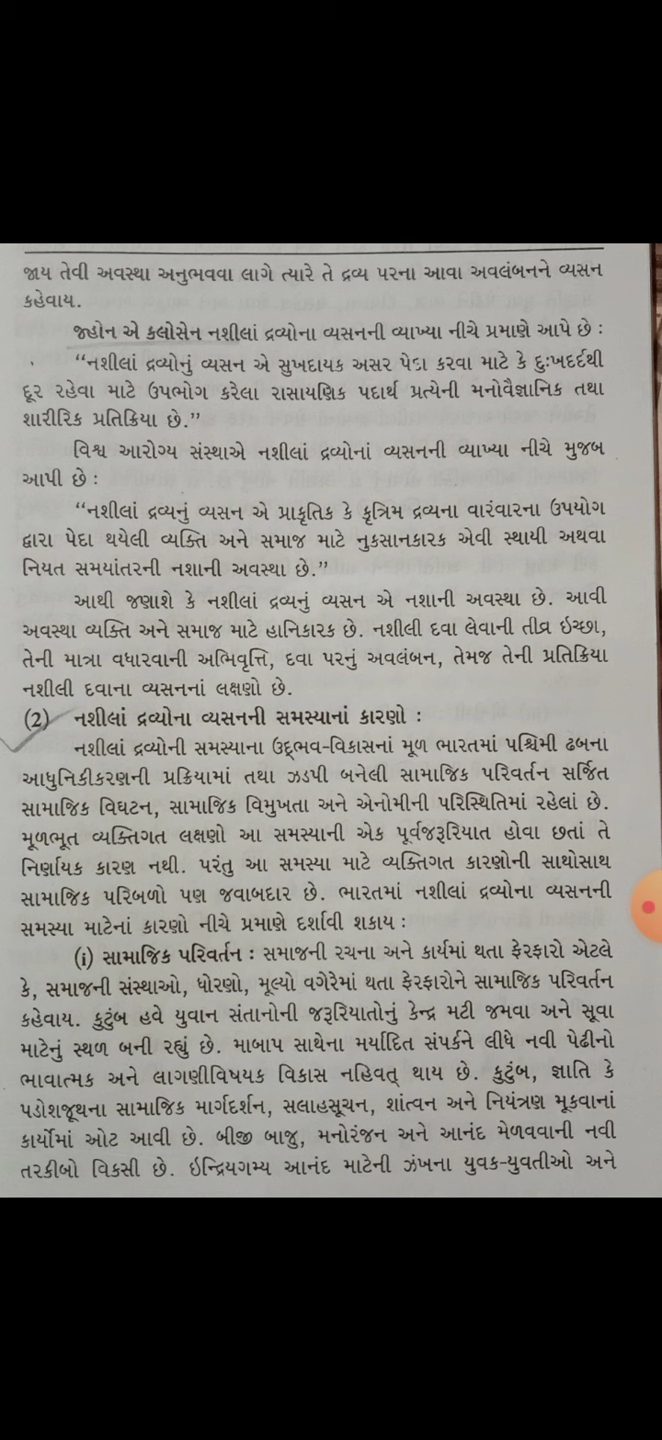 જાય તેવી અવસ્થા અનુભવવા લાગે ત્યારે તે દ્રવ્ય પરના આવા અવલંબનને વ્યસન
કહેવાય.
જ્હોન એ ક્લોસેન નશીલાં દ્રવ્યોના વ્યસનની વ્યાખ્યા નીચે પ્રમાણે આપે છે :
“નશીલાં દ્રવ્યોનું વ્યસન એ સુખદાયક અસર પેદા કરવા માટે કે દુઃખદર્દથી
દૂર રહેવા માટે ઉપભોગ કરેલા રાસાયણિક પદાર્થ પ્રત્યેની મનોવૈજ્ઞાનિક તથા
શારીરિક પ્રતિક્રિયા છે.”
વિશ્વ આરોગ્ય સંસ્થાએ નશીલાં દ્રવ્યોનાં વ્યસનની વ્યાખ્યા નીચે મુજબ
આપી છે :
“નશીલાં દ્રવ્યનું વ્યસન એ પ્રાકૃતિક કે કૃત્રિમ દ્રવ્યના વારંવારના ઉપયોગ
દ્વારા પેદા થયેલી વ્યક્તિ અને સમાજ માટે નુકસાનકારક એવી સ્થાયી અથવા
નિયત સમયાંતરની નશાની અવસ્થા છે.”
આથી જણાશે કે નશીલાં દ્રવ્યનું વ્યસન એ નશાની અવસ્થા છે. આવી
અવસ્થા વ્યક્તિ અને સમાજ માટે હાનિકારક છે. નશીલી દવા લેવાની તીવ્ર ઇચ્છા,
તેની માત્રા વધારવાની અભિવૃત્તિ, દવા પરનું અવલંબન, તેમજ તેની પ્રતિક્રિયા
નશીલી દવાના વ્યસનનાં લક્ષણો છે.
(2) નશીલાં દ્રવ્યોના વ્યસનની સમસ્યાનાં કારણો :
નશીલાં દ્રવ્યોની સમસ્યાના ઉદ્ભવ-વિકાસનાં મૂળ ભારતમાં પશ્ચિમી ઢબના
આધુનિકીકરણની પ્રક્રિયામાં તથા ઝડપી બનેલી સામાજિક પરિવર્તન સર્જિત
સામાજિક વિઘટન, સામાજિક વિમુખતા અને એનોમીની પરિસ્થિતિમાં રહેલાં છે.
મૂળભૂત વ્યક્તિગત લક્ષણો આ સમસ્યાની એક પૂર્વજરૂરિયાત હોવા છતાં તે
નિર્ણાયક કારણ નથી. પરંતુ આ સમસ્યા માટે વ્યક્તિગત કારણોની સાથોસાથ
સામાજિક પરિબળો પણ જવાબદાર છે. ભારતમાં નશીલાં દ્રવ્યોના વ્યસનની
સમસ્યા માટેનાં કારણો નીચે પ્રમાણે દર્શાવી શકાય :
(i) સામાજિક પરિવર્તન : સમાજની રચના અને કાર્યમાં થતા ફેરફારો એટલે
કે, સમાજની સંસ્થાઓ, ધોરણો, મૂલ્યો વગેરેમાં થતા ફેરફારોને સામાજિક પરિવર્તન
કહેવાય. કુટુંબ હવે યુવાન સંતાનોની જરૂરિયાતોનું કેન્દ્ર મટી જમવા અને સૂવા
માટેનું સ્થળ બની રહ્યું છે. માબાપ સાથેના મર્યાદિત સંપર્કને લીધે નવી પેઢીનો
ભાવાત્મક અને લાગણીવિષયક વિકાસ નહિવત્ થાય છે. કુટુંબ, જ્ઞાતિ કે
પડોશજૂથના સામાજિક માર્ગદર્શન, સલાહસૂચન, શાંત્વન અને નિયંત્રણ મૂકવાનાં
કાર્યોમાં ઓટ આવી છે. બીજી બાજુ, મનોરંજન અને આનંદ મેળવવાની નવી
તરકીબો વિકસી છે. ઇન્દ્રિયગમ્ય આનંદ માટેની ઝંખના યુવક-યુવતીઓ અને